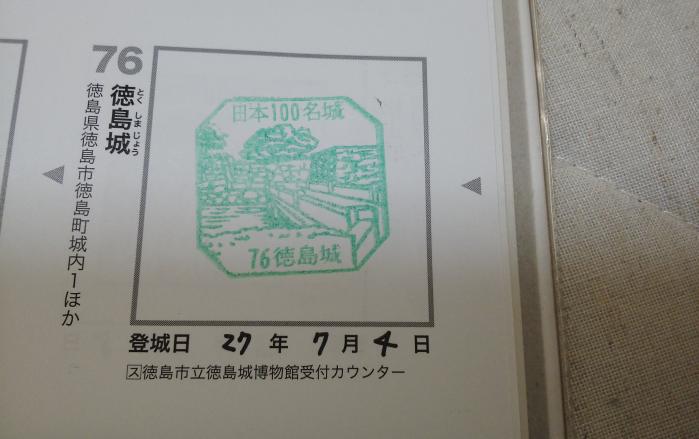 76
徳島城
とくしまじょう
徳島県徳島市徳島町城内1ほか
日本100名城
76徳島城
登城日 27年7月4日
ス徳島市立徳島城博物館受付カウンター